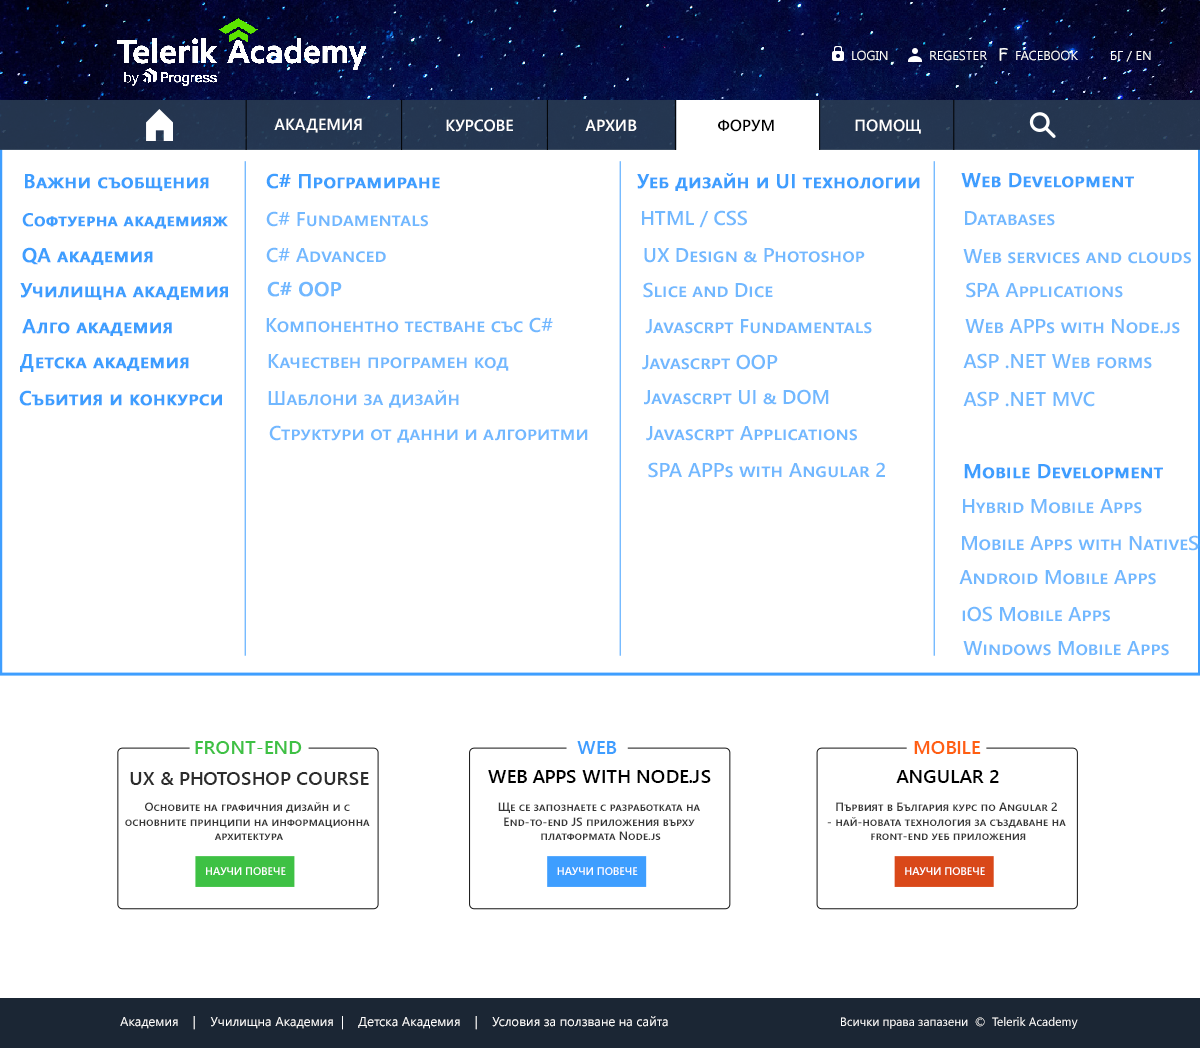 Telerik Academy
by Progress
LOGIN REGESTER F FACEBOOK БГ / EN
АКАДЕМИЯ КУРСОВЕ АРХИВ ФОРУМ ПОМОЩ
Важни съобщения
Софтуерна академияж
QA академия
Училищна академия
Алго академия
Детска академия
Събития и конкурси
C# Програмиране
C# Fundamentals
C# Advanced
C# OOP
Компонентно тестване със C#
Качествен програмен код
Шаблони за дизайн
Структури от данни и алгоритми
Уеб дизайн и UI технологии
HTML / CSS
UX Design & Photoshop
Slice and Dice
Javascrpt Fundamentals
Javascrpt OOP
Javascrpt UI & DOM
Javascrpt Applications
SPA APPs with Angular 2
Web Development
Databases
Web services and clouds
SPA Applications
Web APPs with Node.js
ASP .NET Web forms
ASP .NET MVC
Mobile Development
Hybrid Mobile Apps
Mobile Apps with NativeS
Android Mobile Apps
iOS Mobile Apps
Windows Mobile Apps
FRONT-END
UX & PHOTOSHOP COURSE
Основите на графичния дизайн и с
основните принципи на информационна
архитектура
НАУЧИ ПОВЕЧЕ
WEB
WEB APPS WITH NODE.JS
Ще се запознаете с разработката на
End-to-end JS приложения върху
платформата Node.js
НАУЧИ ПОВЕЧЕ
MOBILE
ANGULAR 2
Първият в България курс по Angular 2
- най-новата технология за създаване на
front-end уеб приложения
НАУЧИ ПОВЕЧЕ
Академия | Училищна Академия | Детска Академия | Условия за ползване на сайта
Всички права запазени © Telerik Academy